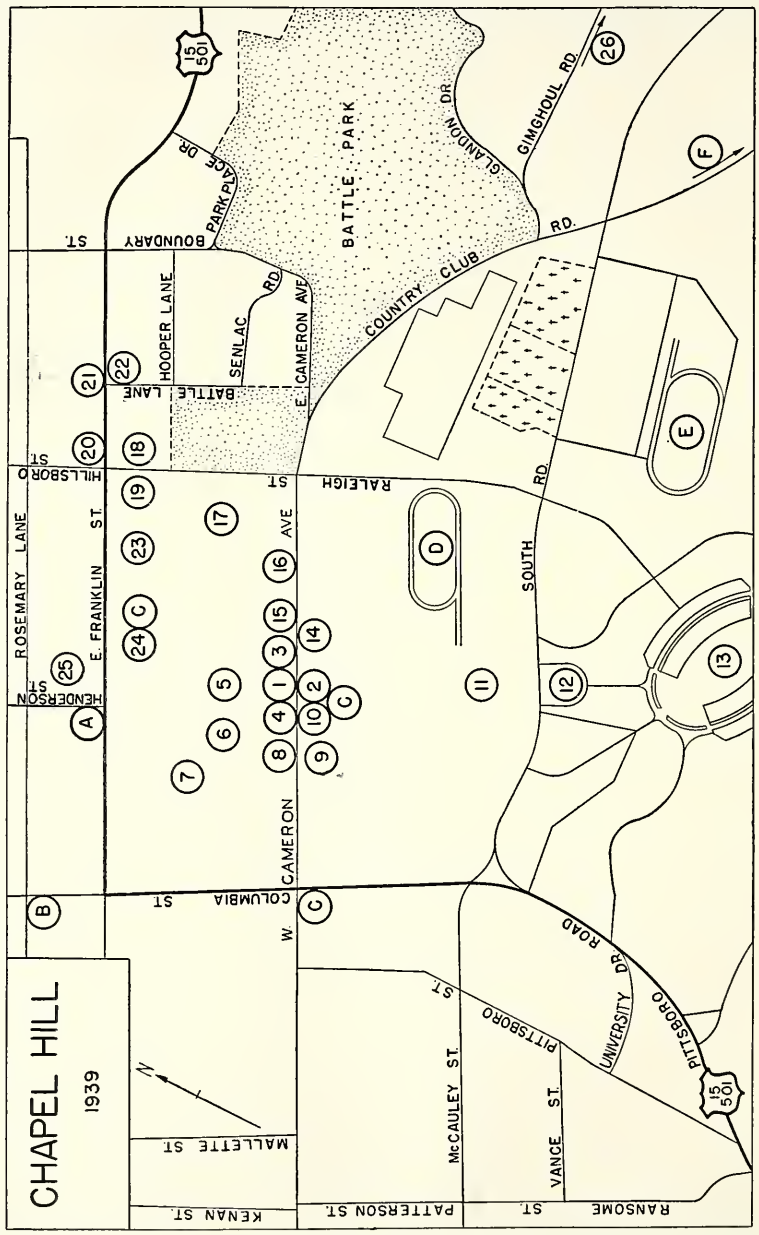 CHAPEL HILL
1939
N
KENAN ST.
MALLETTE ST.
PATTERSON ST.
RANSOME ST.
McCAULEY ST.
VANCE ST.
PITTSBORO ST.
UNIVERSITY DR.
PITTSBORO ROAD
15
501
W. CAMERON AVE
COLUMBIA ST
B
C
A
HENDERSON ST.
ROSEMARY LANE
E. FRANKLIN ST.
HILLSBORO ST.
RALEIGH ST
SOUTH RD.
25
24
G
23
19
18
20
21
22
7
6
5
17
8
4
1
3
15
16
9
10
2
14
G
11
12
13
D
E
BATTLE LANE
HOOPER LANE
SENLAC RD.
E. CAMERON AVE
BOUNDARY ST.
PARK PLACE DR.
15
501
BATTLE PARK
COUNTRY CLUB RD.
GLANDON DR
GIMGHOUL RD.
26
F